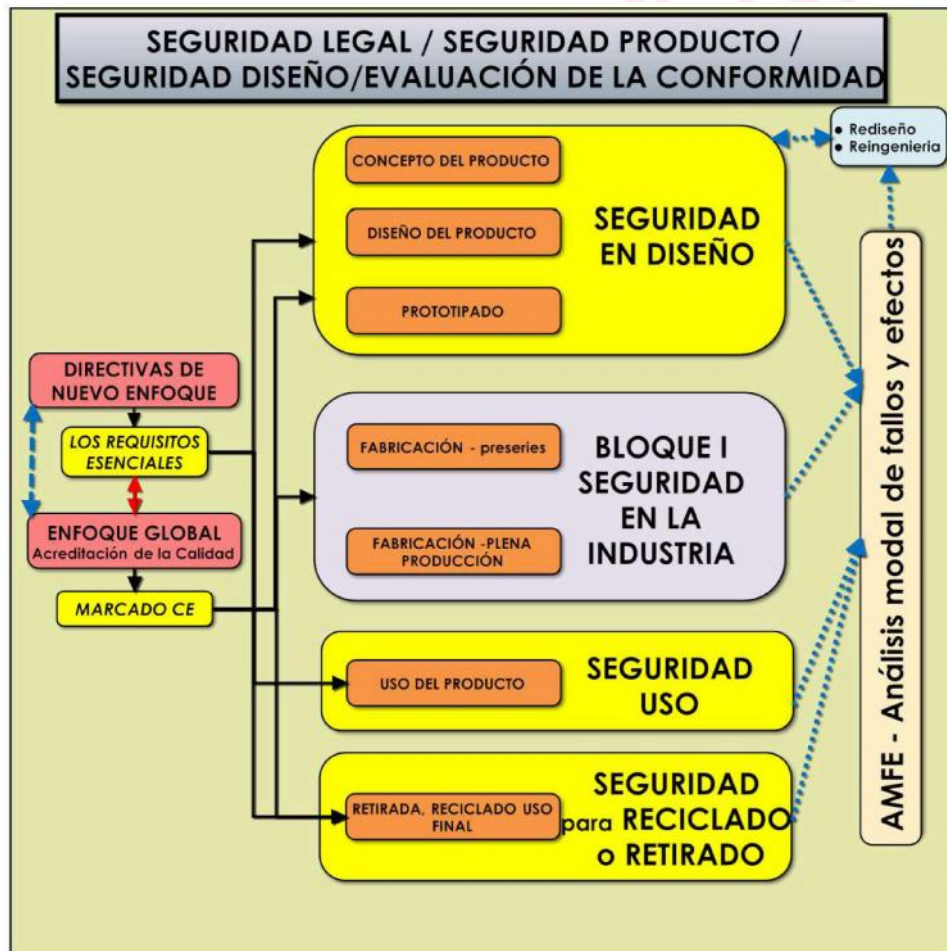 SEGURIDAD LEGAL / SEGURIDAD PRODUCTO /
SEGURIDAD DISEÑO/EVALUACIÓN DE LA CONFORMIDAD
• Rediseño
• Reingenieria
CONCEPTO DEL PRODUCTO
DISEÑO DEL PRODUCTO
PROTOTIPADO
SEGURIDAD
EN DISEÑO
DIRECTIVAS DE
NUEVO ENFOQUE
LOS REQUISITOS
ESENCIALES
ENFOQUE GLOBAL
Acreditación de la Calidad
MARCADO CE
FABRICACIÓN - preseries
FABRICACIÓN -PLENA
PRODUCCIÓN
BLOQUE I
SEGURIDAD
EN LA
INDUSTRIA
USO DEL PRODUCTO
SEGURIDAD
USO
RETIRADA, RECICLADO USO
FINAL
SEGURIDAD
para RECICLADO
o RETIRADO
AMFE - Análisis modal de fallos y efectos